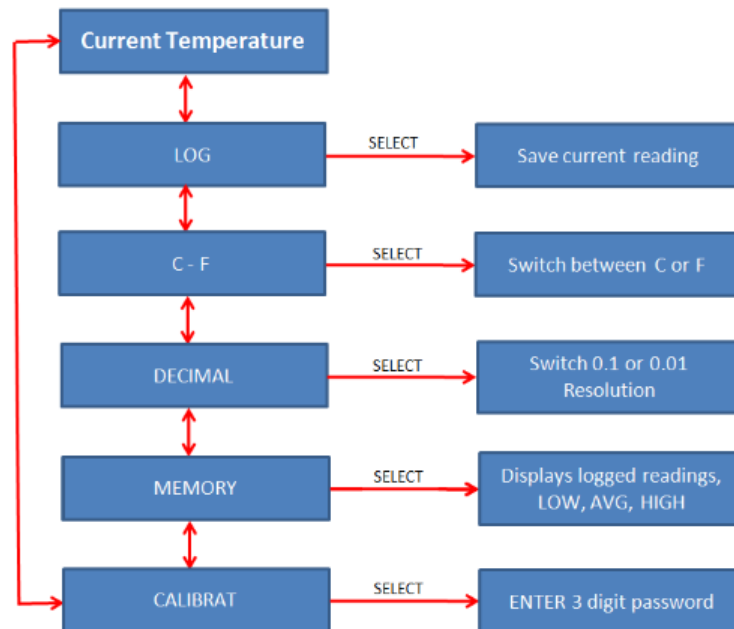 Current Temperature
LOG
SELECT
Save current reading
C - F
SELECT
Switch between C or F
DECIMAL
SELECT
Switch 0.1 or 0.01
Resolution
MEMORY
SELECT
Displays logged readings,
LOW, AVG, HIGH
CALIBRAT
SELECT
ENTER 3 digit password